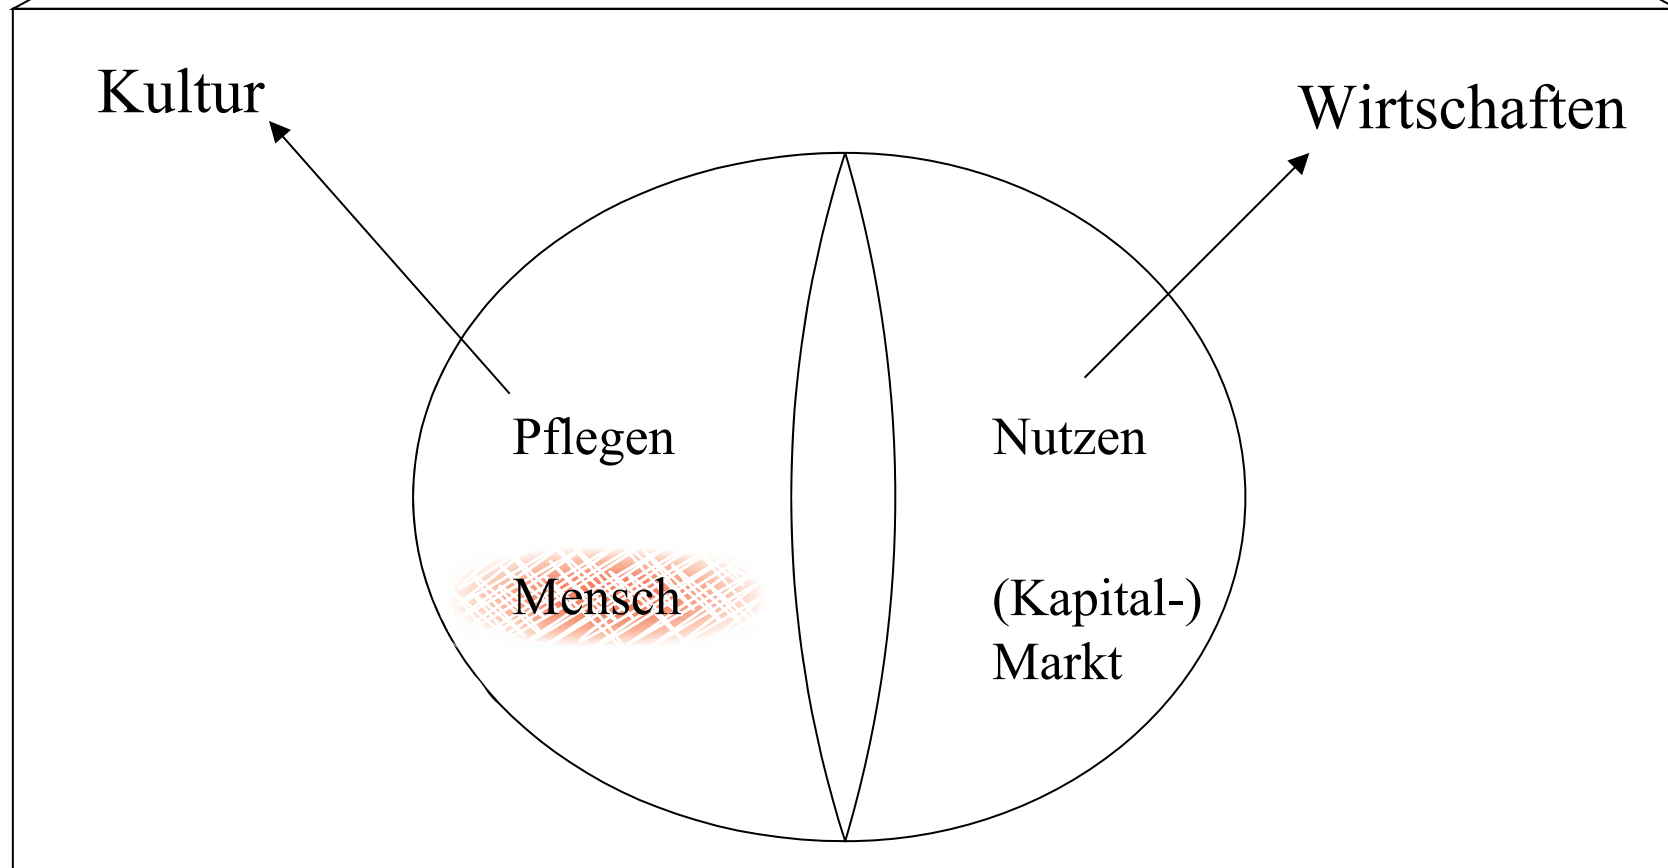 Kultur
Wirtschaften
Pflegen
Nutzen
Mensch
(Kapital-)
Markt